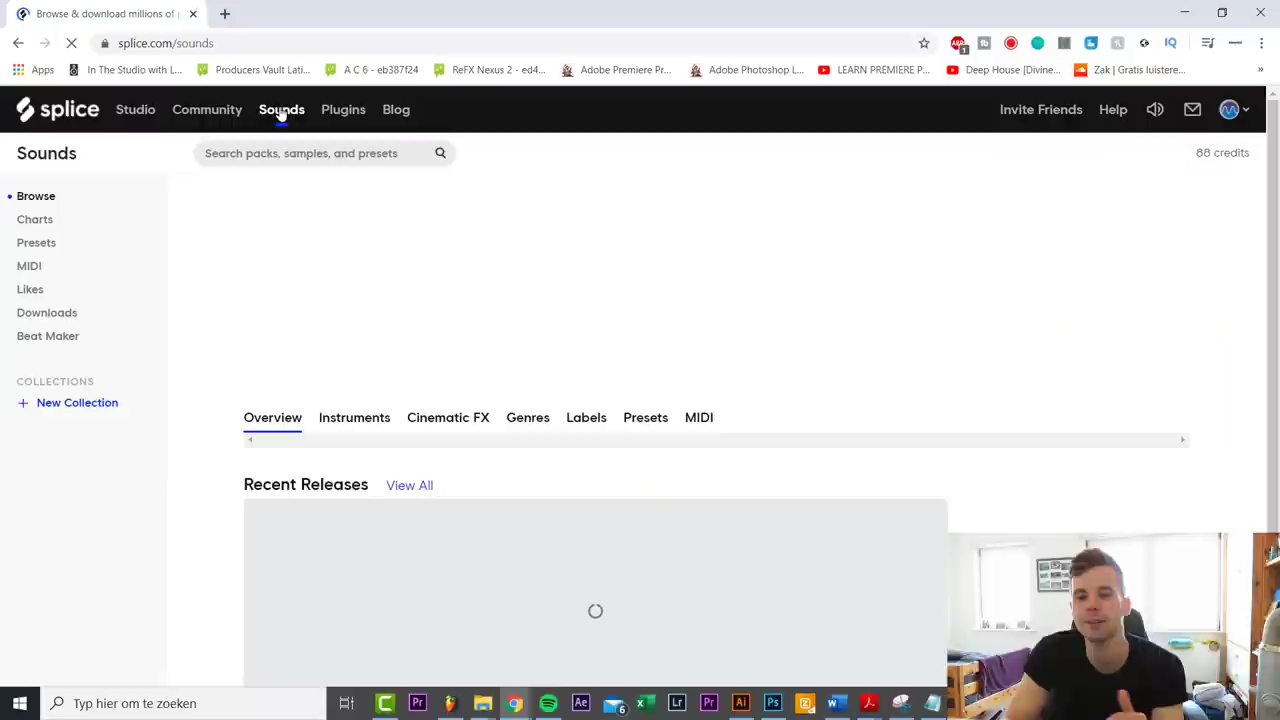 Browse & download millions of
splice.com/sounds
1
Apps
In The Studio with L...
Producers Vault Lati...
A C 6 - eb387f24
ReFX Nexus 2 - ed4...
Adobe Premiere Pr...
Adobe Photoshop L...
LEARN PREMIERE P...
Deep House [Divine...
Zak | Gratis luistere...
»
splice
Studio
Community
Sounds
Plugins
Blog
Invite Friends
Help
Sounds
Search packs, samples, and presets
88 credits
Browse
Charts
Presets
MIDI
Likes
Downloads
Beat Maker
COLLECTIONS
+ New Collection
Overview
Instruments
Cinematic FX
Genres
Labels
Presets
MIDI
Recent Releases
View All
Typ hier om te zoeken